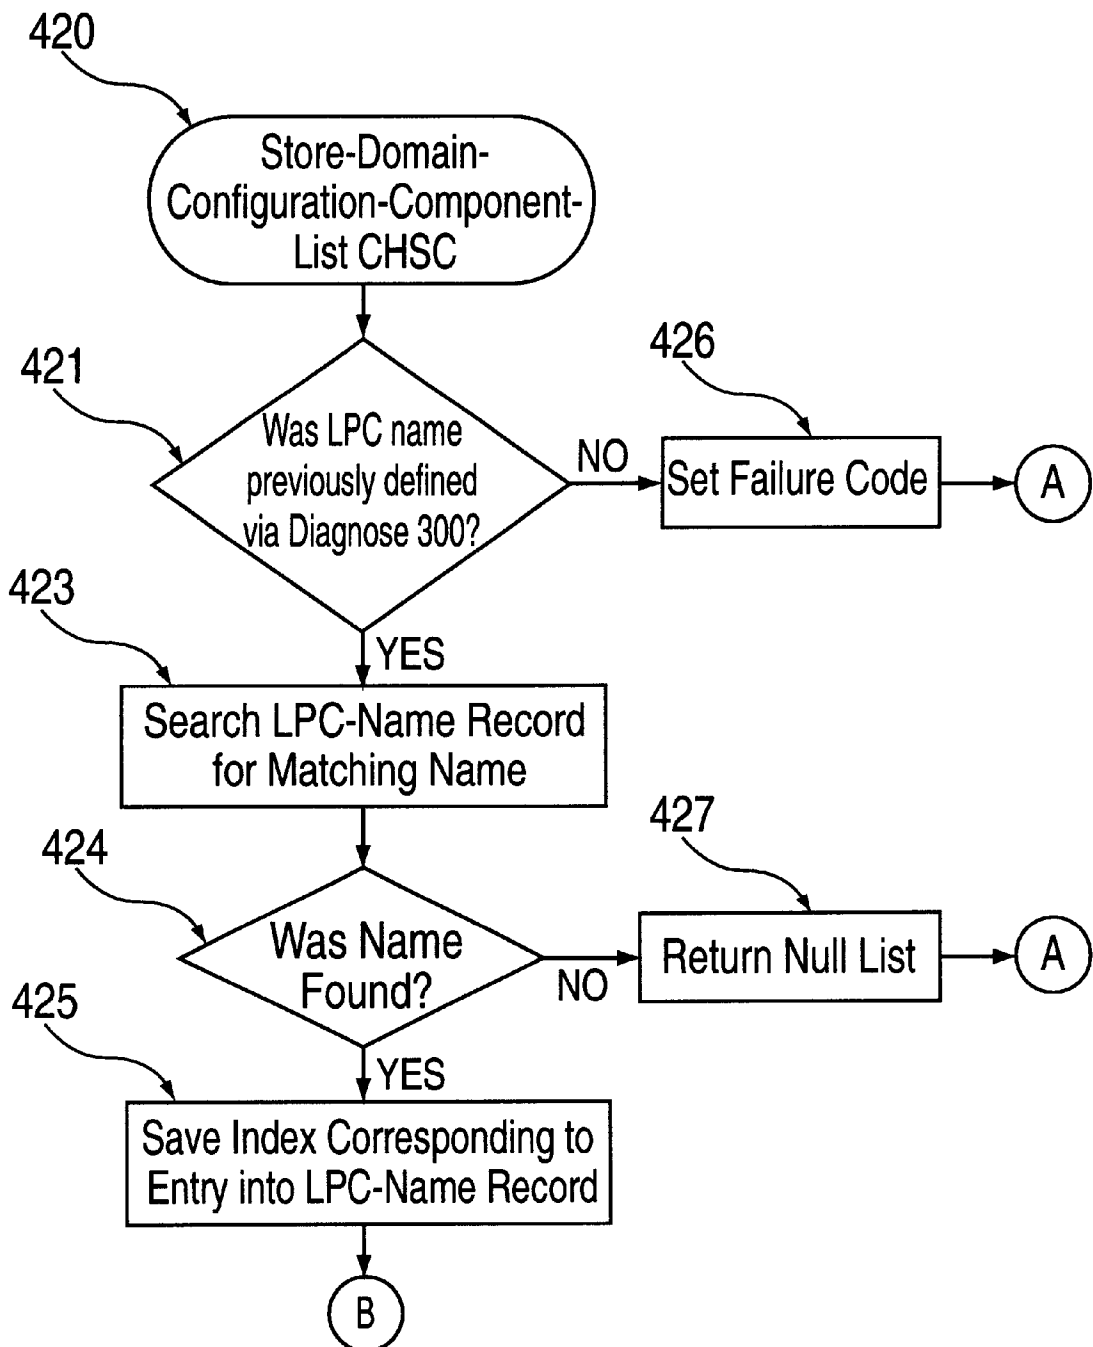 420
Store-Domain-
Configuration-Component-
List CHSC
421
Was LPC name
previously defined
via Diagnose 300?
NO
426
Set Failure Code
A
YES
423
Search LPC-Name Record
for Matching Name
424
Was Name
Found?
NO
427
Return Null List
A
YES
425
Save Index Corresponding to
Entry into LPC-Name Record
B